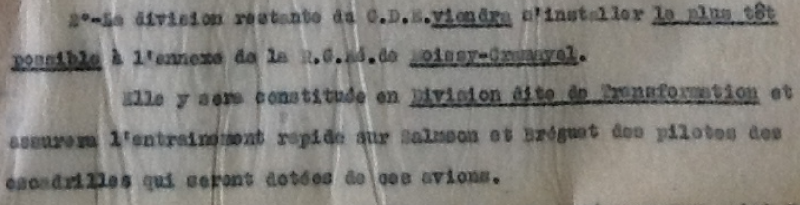 2°-La division restante du G.D.E. viendra s'installer le plus tôt
possible à l'annexe de la R.G.Aé. de Moissy-Cramayel.
Elle y sera constituée en Division dite de Transformation et
assurera l'entrainement rapide sur Salmson et Bréguet des pilotes des
escadrilles qui seront dotées de ces avions.